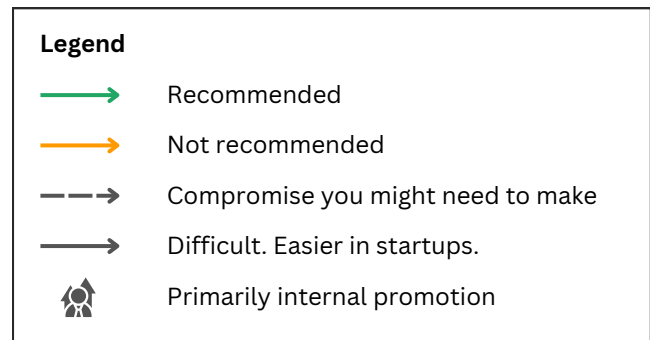 Legend
Recommended
Not recommended
Compromise you might need to make
Difficult. Easier in startups.
Primarily internal promotion